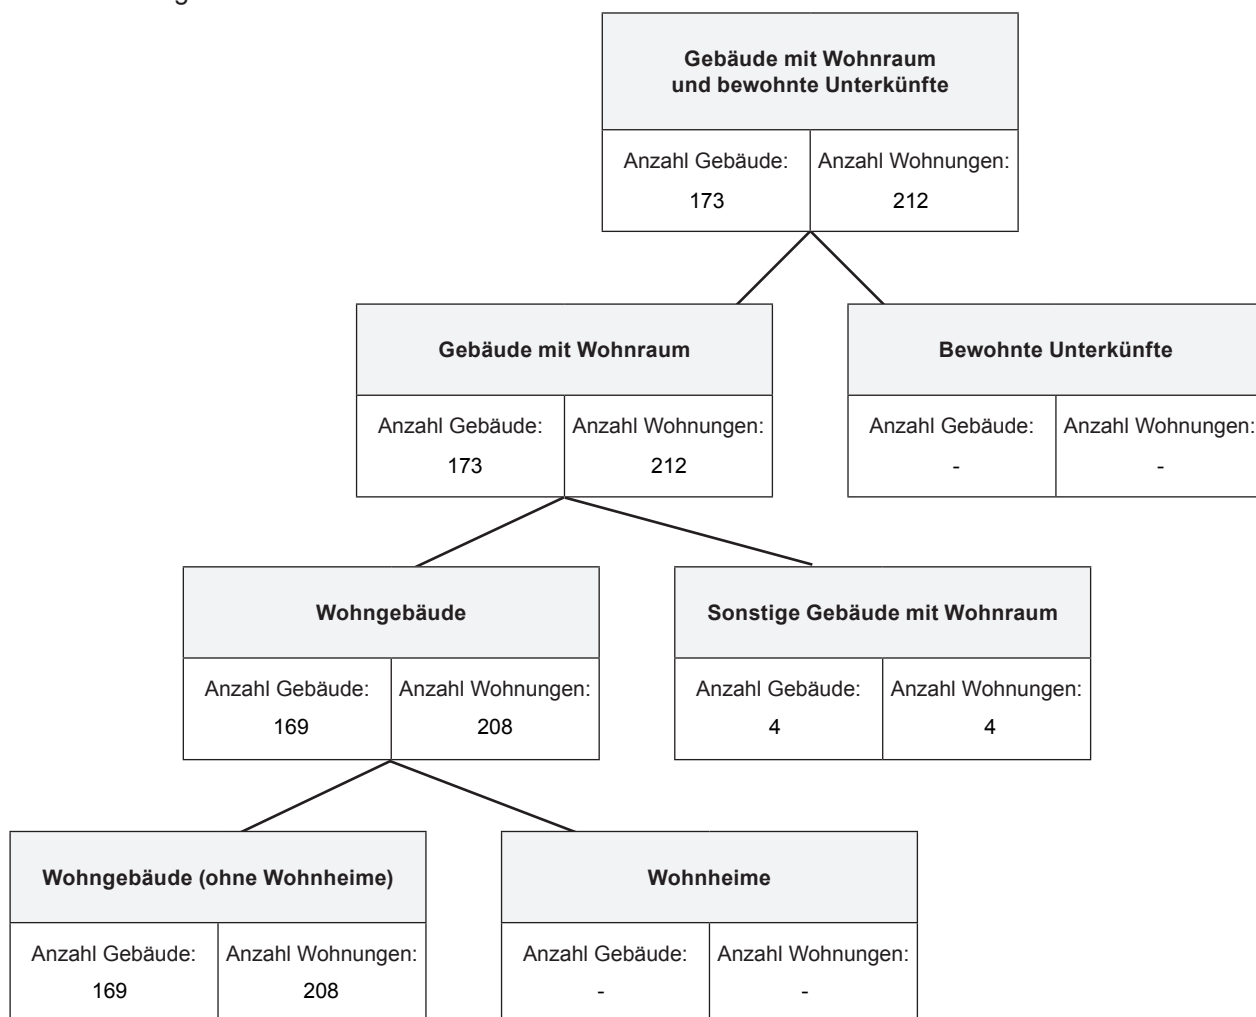 Gebäude mit Wohnraum
und bewohnte Unterkünfte
Anzahl Gebäude: Anzahl Wohnungen:
173 212
Gebäude mit Wohnraum
Anzahl Gebäude: Anzahl Wohnungen:
173 212
Bewohnte Unterkünfte
Anzahl Gebäude: Anzahl Wohnungen:
- -
Wohngebäude
Anzahl Gebäude: Anzahl Wohnungen:
169 208
Sonstige Gebäude mit Wohnraum
Anzahl Gebäude: Anzahl Wohnungen:
4 4
Wohngebäude (ohne Wohnheime)
Anzahl Gebäude: Anzahl Wohnungen:
169 208
Wohnheime
Anzahl Gebäude: Anzahl Wohnungen:
- -